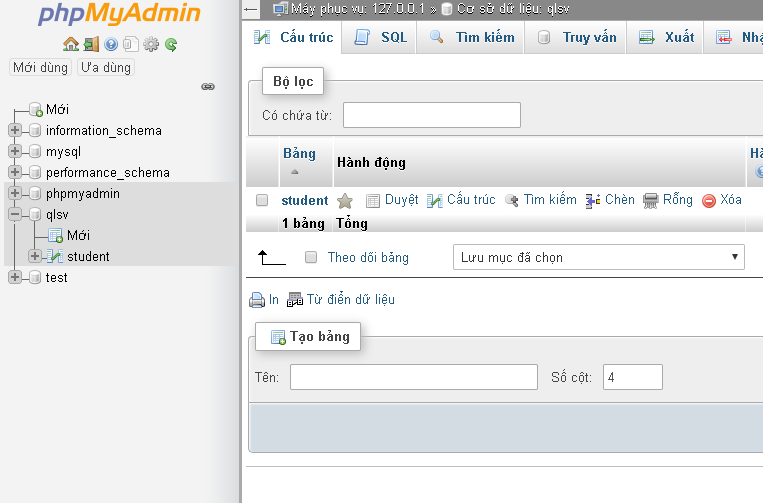 phpMyAdmin
Mới dùng Ưa dùng
Mới
information_schema
mysql
performance_schema
phpmyadmin
qlsv
Mới
student
test
Máy phục vụ: 127.0.0.1 » Cơ sở dữ liệu: qlsv
Cấu trúc SQL Tìm kiếm Truy vấn Xuất Nhậ
Bộ lọc
Có chứa từ:
Bảng Hành động Hà
student Duyệt Cấu trúc Tìm kiếm Chèn Rỗng Xóa
1 bảng Tổng
Theo dõi bảng Lưu mục đã chọn
In Từ điển dữ liệu
Tạo bảng
Tên: Số cột: 4